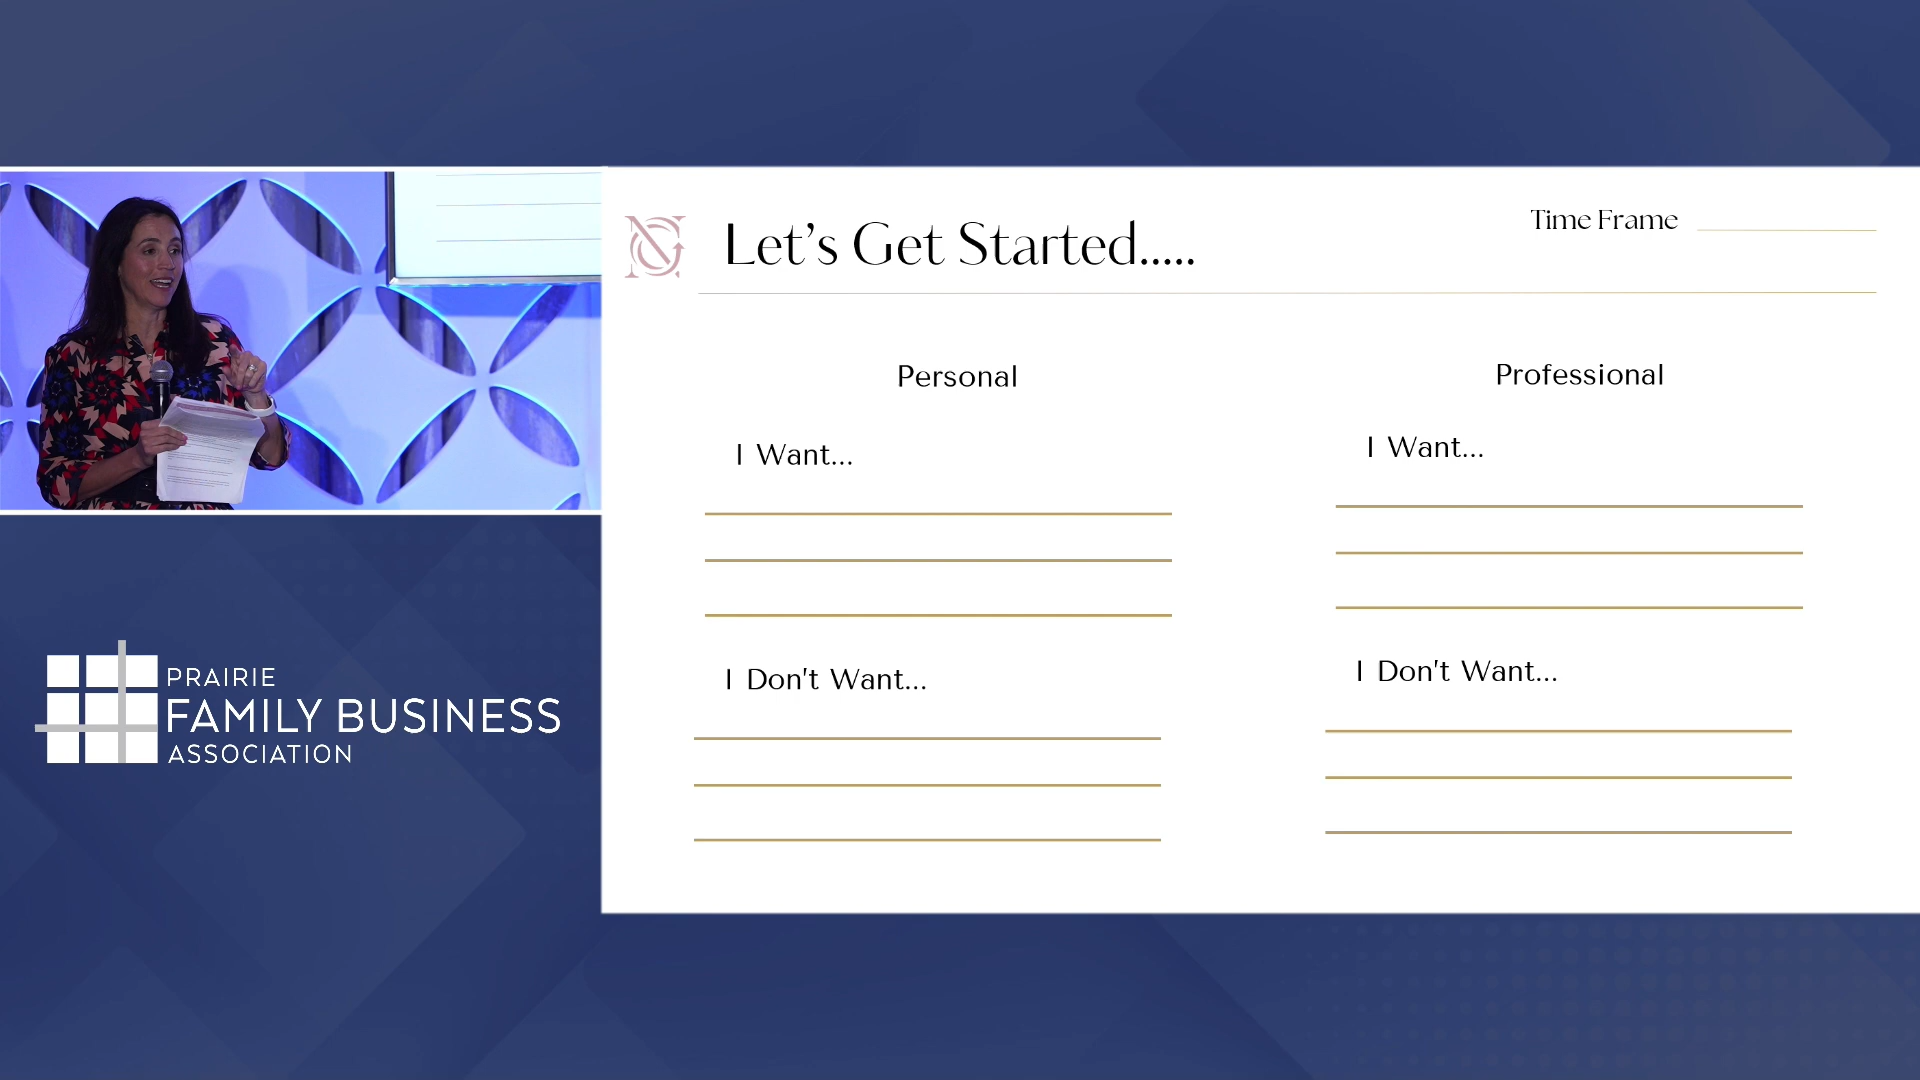 Let’s Get Started.....
Time Frame
Personal
Professional
I Want...
I Want...
I Don't Want...
I Don't Want...
PRAIRIE
FAMILY BUSINESS
ASSOCIATION